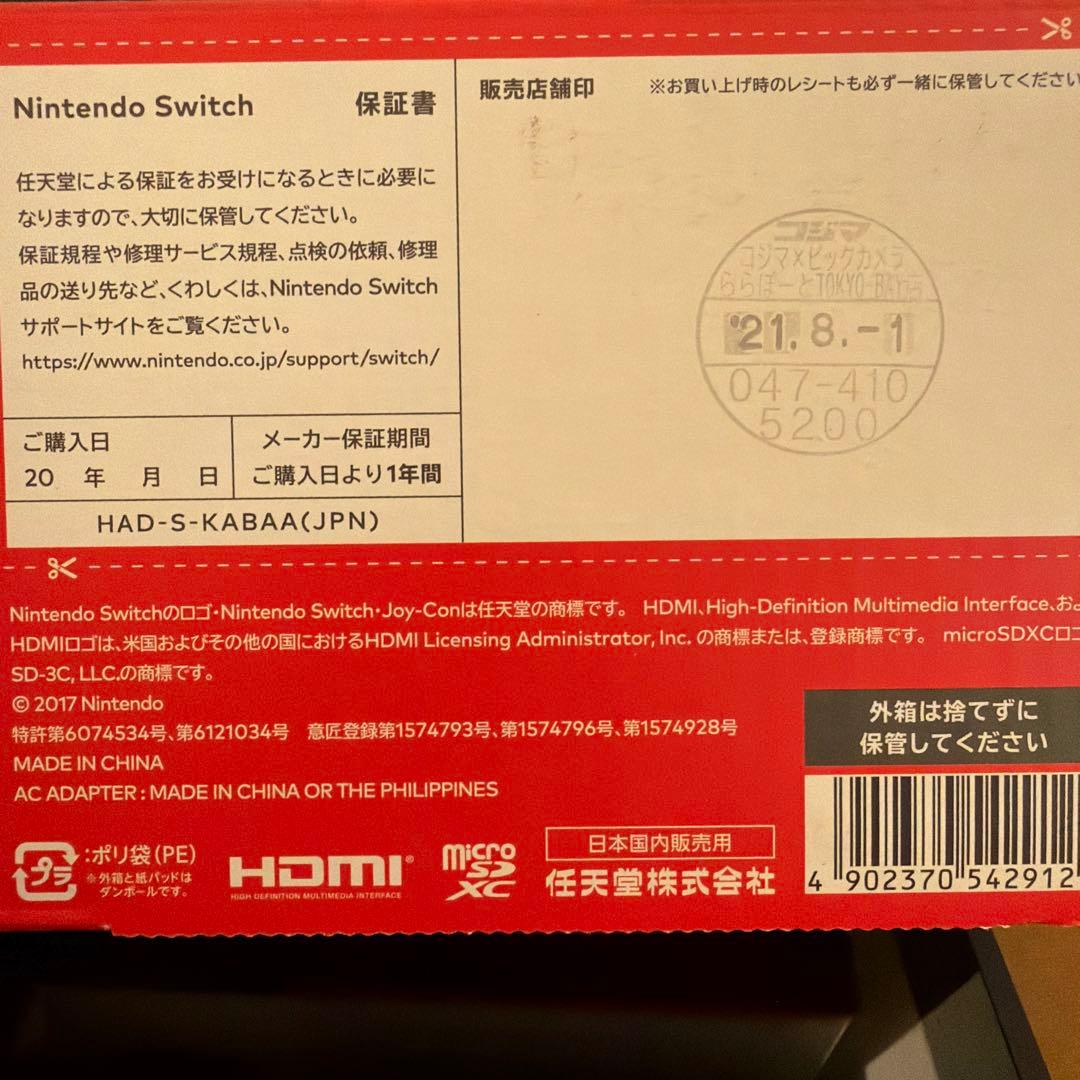 Nintendo Switch 保証書
任天堂による保証をお受けになるときに必要に
なりますので、大切に保管してください。
保証規程や修理サービス規程、点検の依頼、修理
品の送り先など、くわしくは、Nintendo Switch
サポートサイトをご覧ください。
https://www.nintendo.co.jp/support/switch/
ご購入日
20 年 月 日
メーカー保証期間
ご購入日より1年間
HAD-S-KABAA(JPN)
販売店舗印 ※お買い上げ時のレシートも必ず一緒に保管してください
コジマ
コジマ×ビックカメラ
ららぽーとTOKYO-BAY店
'21.8.-1
047-410
5200
Nintendo Switchのロゴ・Nintendo Switch・Joy-Conは任天堂の商標です。 HDMI、High-Definition Multimedia Interface、およ
HDMIロゴは、米国およびその他の国におけるHDMI Licensing Administrator, Inc. の商標または、登録商標です。 microSDXCロゴ
SD-3C, LLC.の商標です。
© 2017 Nintendo
特許第6074534号、第6121034号 意匠登録第1574793号、第1574796号、第1574928号
MADE IN CHINA
AC ADAPTER : MADE IN CHINA OR THE PHILIPPINES
外箱は捨てずに
保管してください
プラ
:ポリ袋(PE)
※外箱と紙パッドは
ダンボールです。
HDMI®
HIGH DEFINITION MULTIMEDIA INTERFACE
micro
SD
XC
日本国内販売用
任天堂株式会社
4 902370 542912